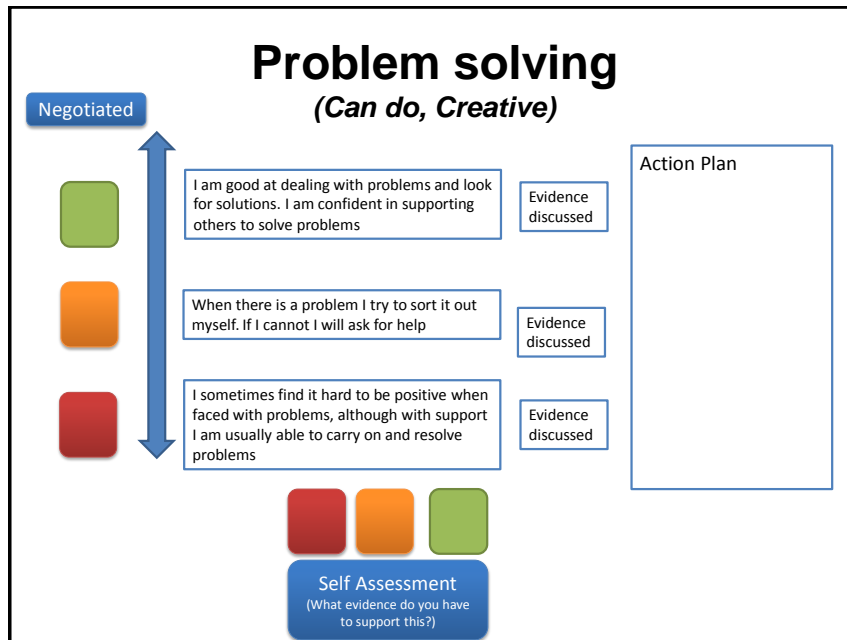 Problem solving
(Can do, Creative)
Negotiated
I am good at dealing with problems and look
for solutions. I am confident in supporting
others to solve problems
Evidence
discussed
Action Plan
When there is a problem I try to sort it out
myself. If I cannot I will ask for help
Evidence
discussed
I sometimes find it hard to be positive when
faced with problems, although with support
I am usually able to carry on and resolve
problems
Evidence
discussed
Self Assessment
(What evidence do you have
to support this?)